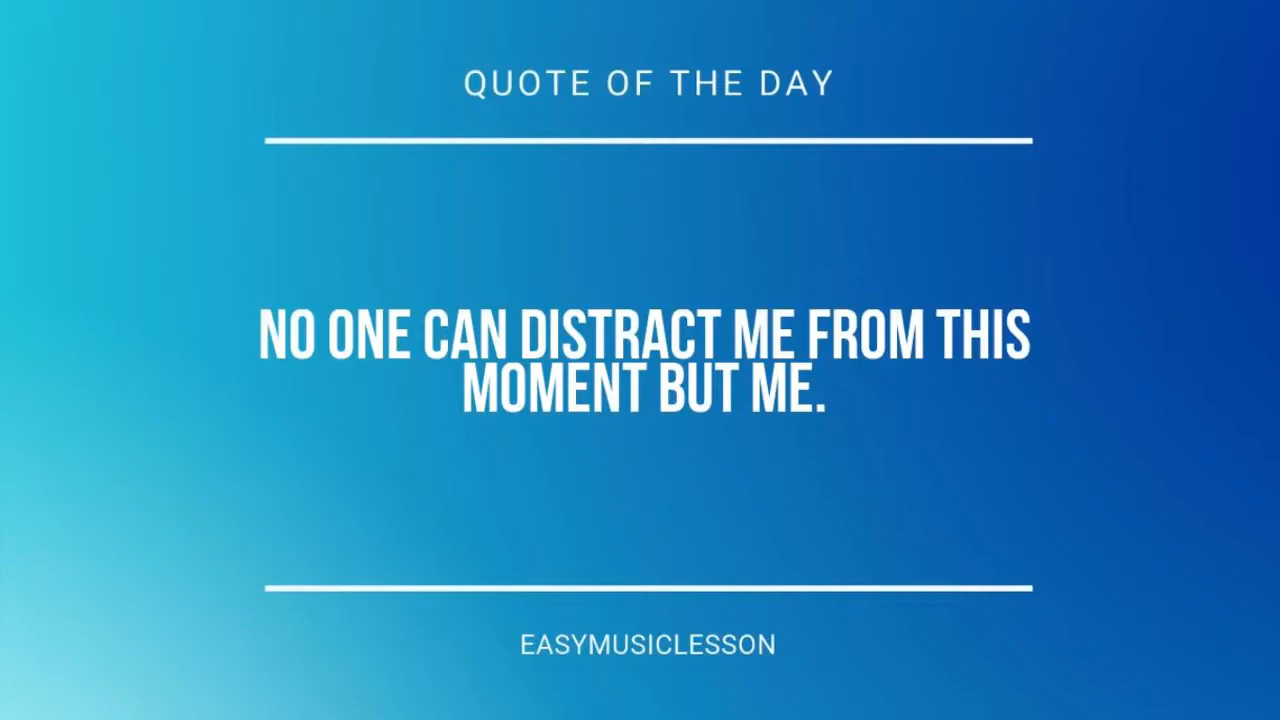 QUOTE OF THE DAY
NO ONE CAN DISTRACT ME FROM THIS
MOMENT BUT ME.
EASYMUSICLESSON